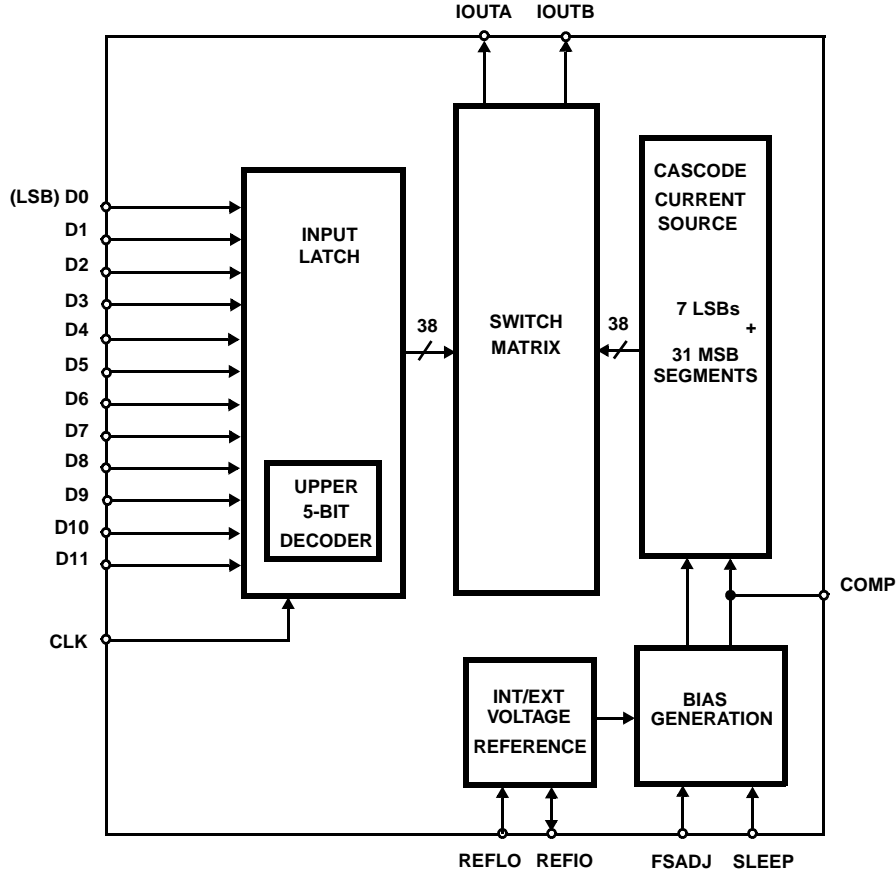 IOUTA IOUTB
(LSB) D0
D1
D2
D3
D4
D5
D6
D7
D8
D9
D10
D11
CLK
INPUT
LATCH
UPPER
5-BIT
DECODER
38
SWITCH
MATRIX
38
CASCODE
CURRENT
SOURCE
7 LSBs
+
31 MSB
SEGMENTS
COMP
INT/EXT
VOLTAGE
REFERENCE
BIAS
GENERATION
REFLO REFIO FSADJ SLEEP